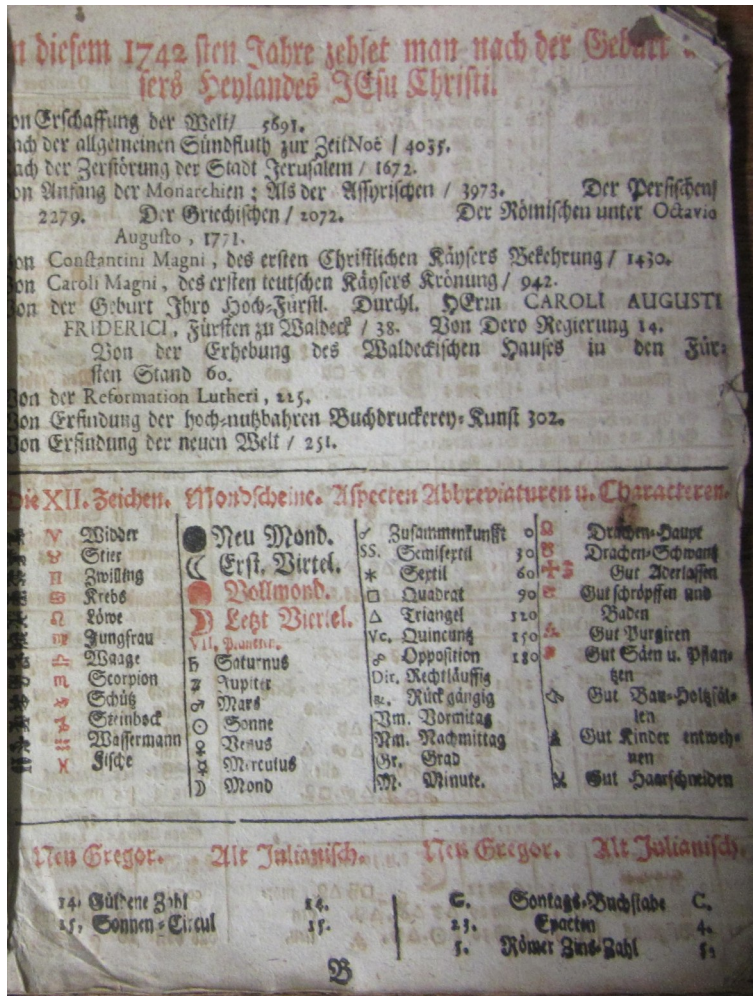 n diesem 1742 sten Jahre zehlet man nach der Geburt
sers Heylandes JEsu Christi.
on Erschaffung der Welt/ 5691.
ach der allgemeinen Sündfluth zur Zeit Noë / 4035.
ach der Zerstörung der Stadt Jerusalem / 1672.
on Anfang der Monarchien; Als der Assyrischen / 3973. Der Persischen/
2279. Der Griechischen / 2072. Der Römischen unter Octavio
Augusto, 1771.
on Constantini Magni, des ersten Christlichen Käysers Bekehrung / 1430.
on Caroli Magni, des ersten teutschen Käysers Krönung / 942.
on der Geburt Ihro Hoch-Fürstl. Durchl. HErrn CAROLI AUGUSTI
FRIDERICI, Fürsten zu Waldeck / 38. Von Dero Regierung 14.
Von der Erhebung des Waldeckischen Hauses in den Für-
sten Stand 60.
Von der Reformation Lutheri, 225.
Von Erfindung der hoch-nutzbahren Buchdruckerey-Kunst 302.
Von Erfindung der neuen Welt / 251.
Die XII. Zeichen. Mondscheine. Aspecten Abbreviaturen u. Characteren.
♈ Widder
♉ Stier
♊ Zwilling
♋ Krebs
♌ Löwe
♍ Jungfrau
♎ Waage
♏ Scorpion
♐ Schütz
♑ Steinbock
♒ Wassermann
♓ Fische
Neu Mond.
Erst. Virtel.
Vollmond.
Letzt Viertel.
VII. Planeten.
♄ Saturnus
♃ Jupiter
♂ Mars
☉ Sonne
♀ Venus
☿ Merculus
☽ Mond
☌ Zusammenkunfft 0
SS. Semisextil 30
⚹ Sextil 60
□ Quadrat 90
△ Triangel 120
Vc. Quincuntz 150
☍ Opposition 180
Dir. Rechtläuffig
Rückgängig
Vm. Vormitag
Nm. Nachmittag
Gr. Grad
M. Minute.
☊ Drachen-Haupt
☋ Drachen-Schwantz
Gut Aderlassen
Gut schröpffen und
Baden
Gut Purgiren
Gut Säen u. Pflan-
tzen
Gut Bau-Holtzfäl-
len
Gut Kinder entweh-
nen
Gut Haarschneiden
Neu Gregor. Alt Julianisch. Neu Gregor. Alt Julianisch.
14. Güldene Zahl 14.
15. Sonnen-Circul 15.
G. Sontags-Buchstabe C.
23. Epacten 4.
5. Römer Zins-Zahl 5.
B